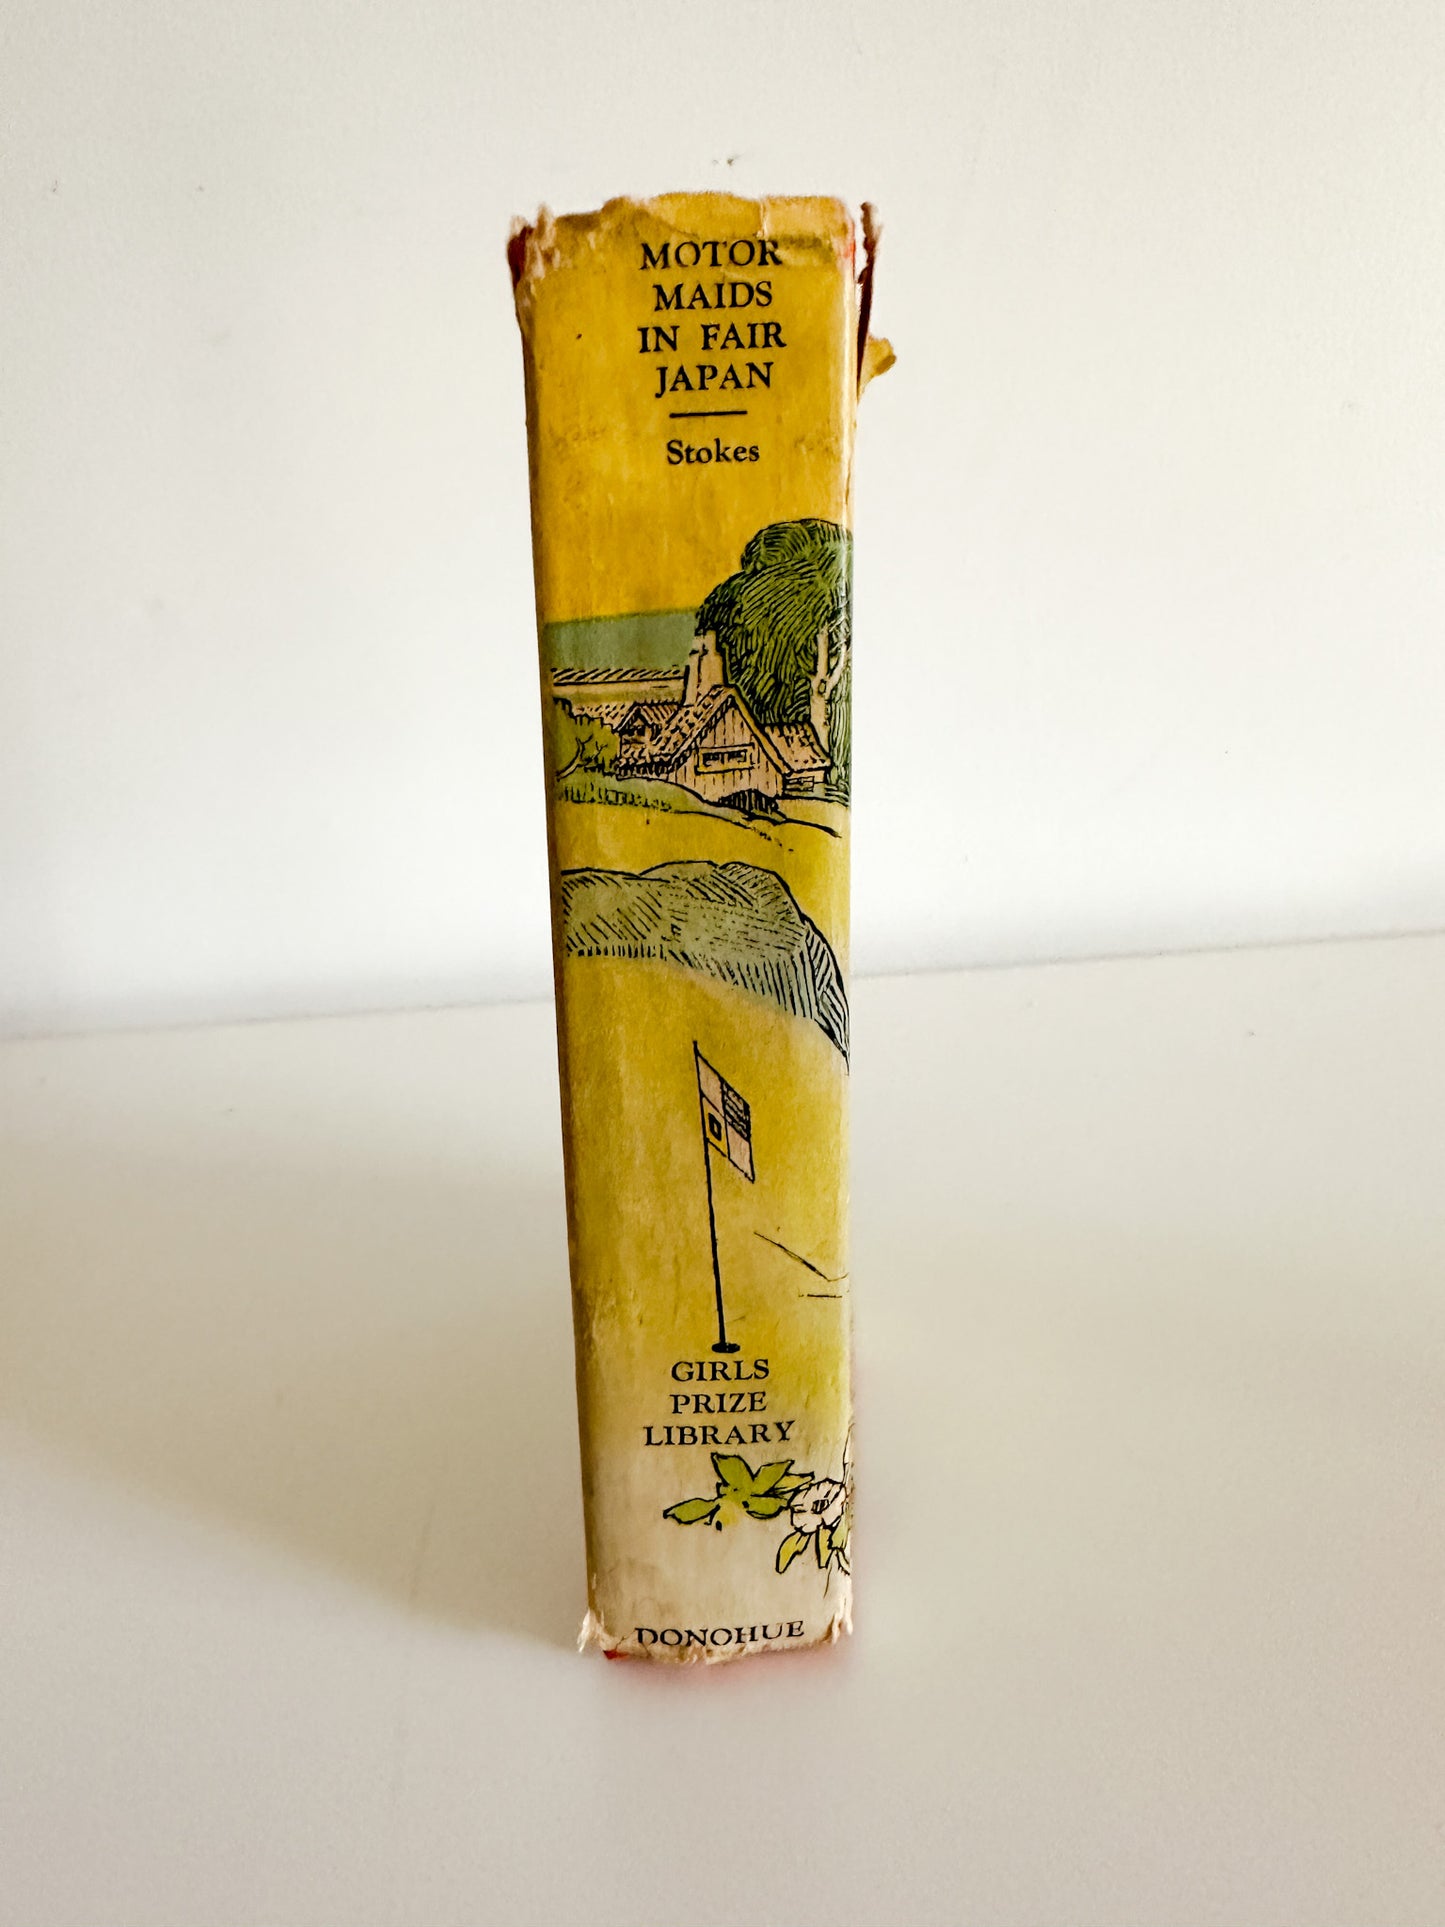 MOTOR
MAIDS
IN FAIR
JAPAN
Stokes
GIRLS
PRIZE
LIBRARY
DONOHUE